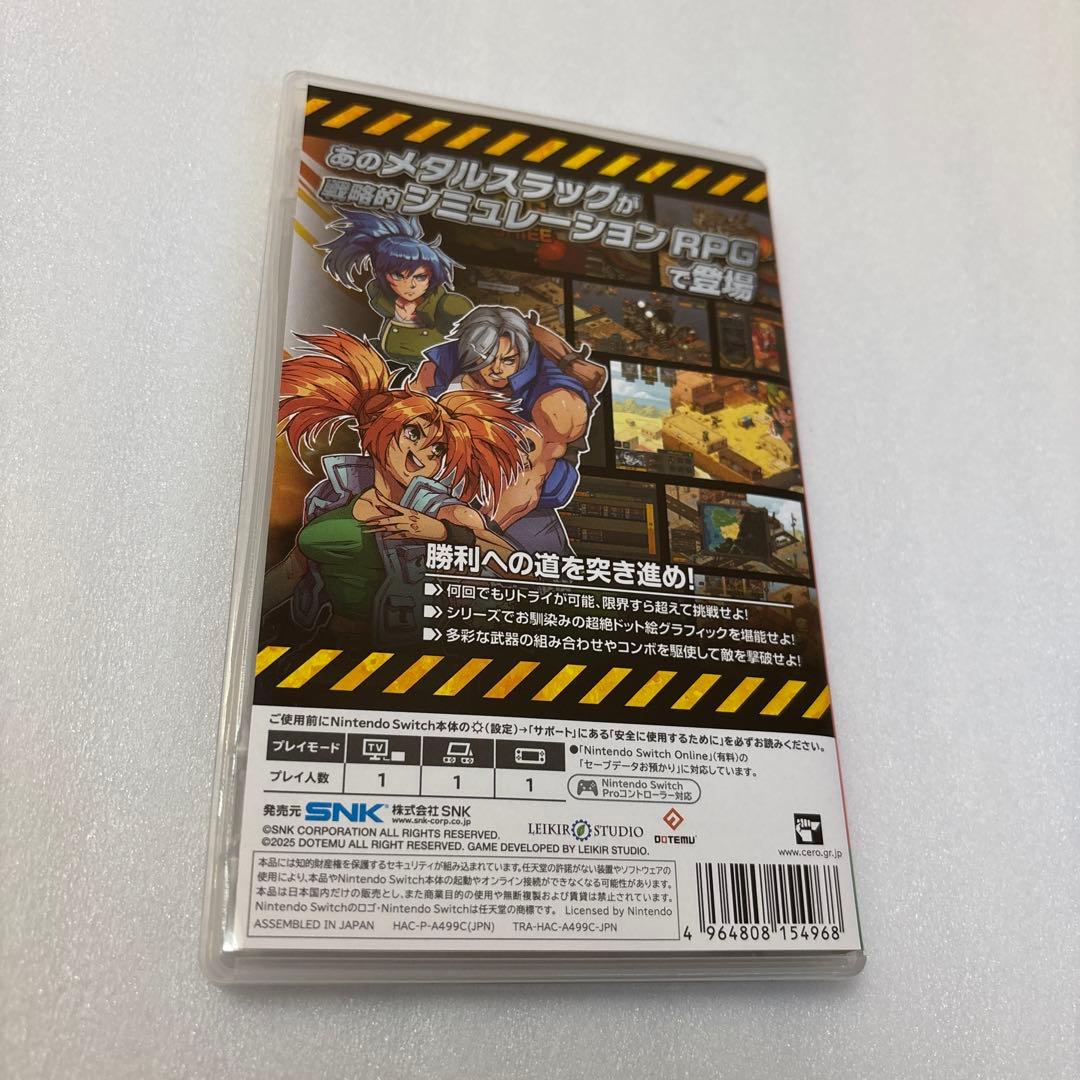 あのメタルスラッグが
戦略的シミュレーションRPG
で登場
勝利への道を突き進め!
何回でもリトライが可能、限界すら超えて挑戦せよ!
シリーズでお馴染みの超絶ドット絵グラフィックを堪能せよ!
多彩な武器の組み合わせやコンボを駆使して敵を撃破せよ!
ご使用前にNintendo Switch本体の(設定)→「サポート」にある「安全に使用するために」を必ずお読みください。
プレイモード TV
プレイ人数 1 1 1
●「Nintendo Switch Online」(有料)の
「セーブデータお預かり」に対応しています。
Nintendo Switch
Proコントローラー対応
発売元 SNK 株式会社 SNK
www.snk-corp.co.jp
©SNK CORPORATION ALL RIGHTS RESERVED.
©2025 DOTEMU ALL RIGHT RESERVED. GAME DEVELOPED BY LEIKIR STUDIO.
LEIKIR STUDIO
DOTEMU
www.cero.gr.jp
本品には知的財産権を保護するセキュリティが組み込まれています。任天堂の許諾がない装置やソフトウェアの
使用により、本品やNintendo Switch本体の起動やオンライン接続ができなくなる可能性があります。
本品は日本国内だけの販売とし、また商業目的の使用や無断複製および賃貸は禁止されています。
Nintendo Switchのロゴ・Nintendo Switchは任天堂の商標です。 Licensed by Nintendo
ASSEMBLED IN JAPAN HAC-P-A499C(JPN) TRA-HAC-A499C-JPN
4 964808 154968